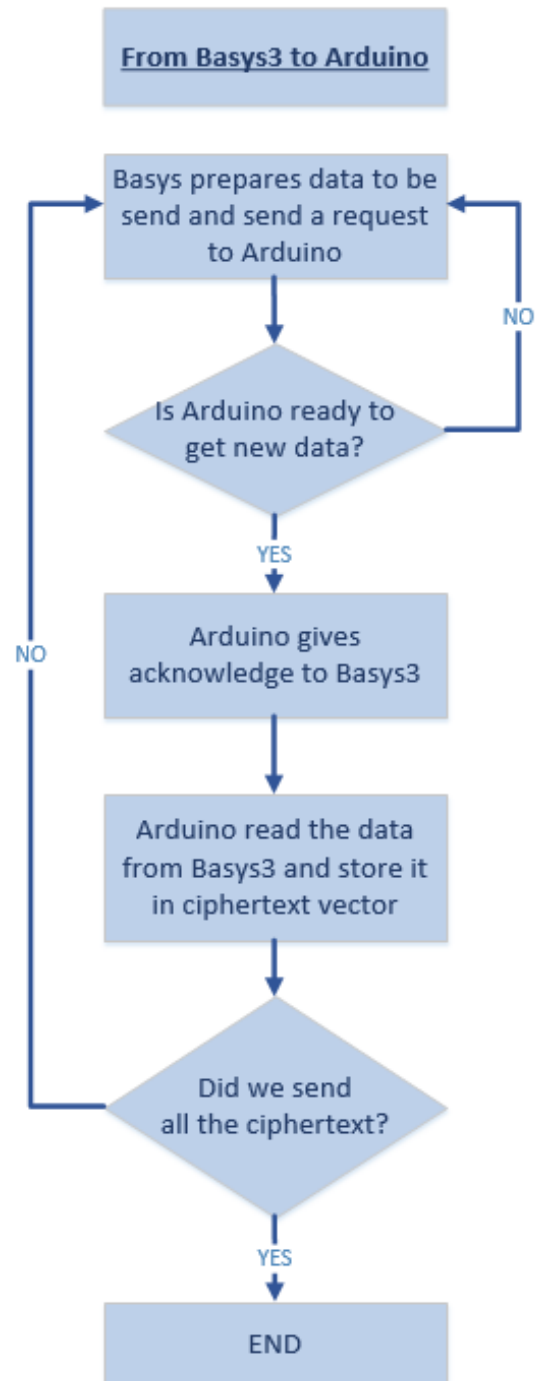 From Basys3 to Arduino
Basys prepares data to be
send and send a request
to Arduino
NO
Is Arduino ready to
get new data?
YES
Arduino gives
acknowledge to Basys3
NO
Arduino read the data
from Basys3 and store it
in ciphertext vector
Did we send
all the ciphertext?
YES
END